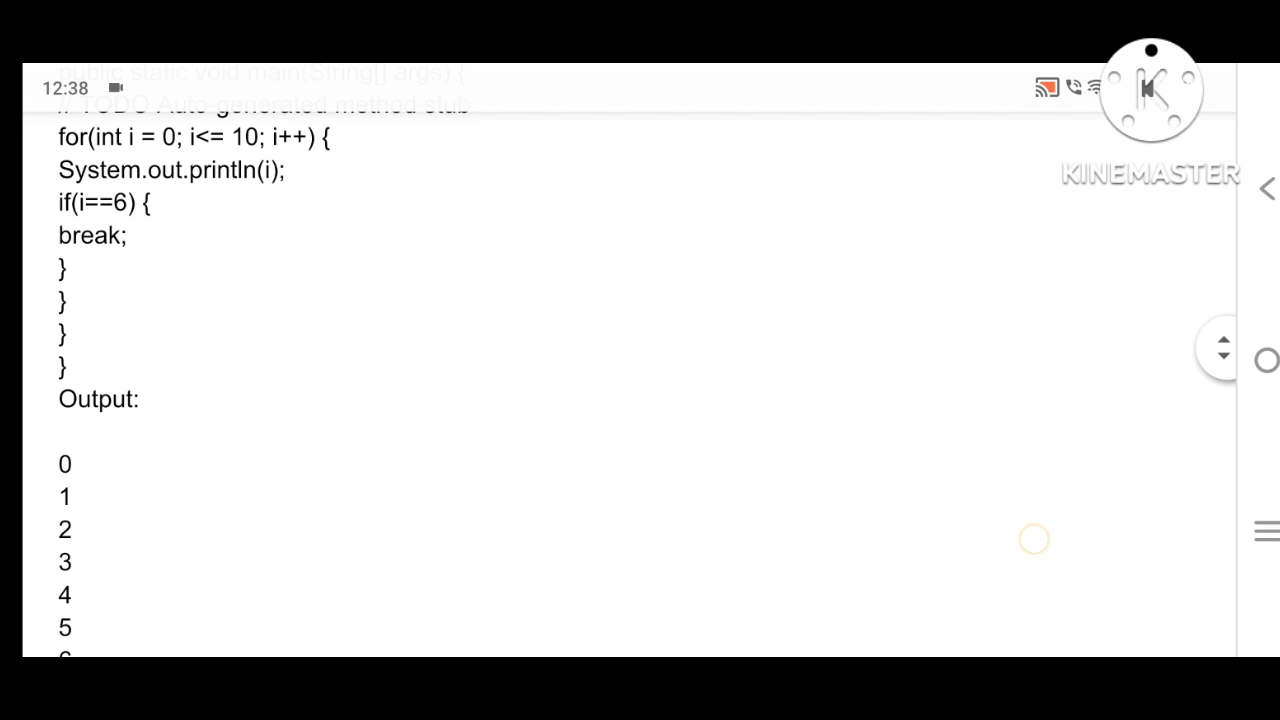 public static void main(String[] args) {
12:38
// TODO Auto-generated method stub
for(int i = 0; i<= 10; i++) {
System.out.println(i);
KINEMASTER
if(i==6) {
break;
}
}
}
}
Output:
0
1
2
3
4
5